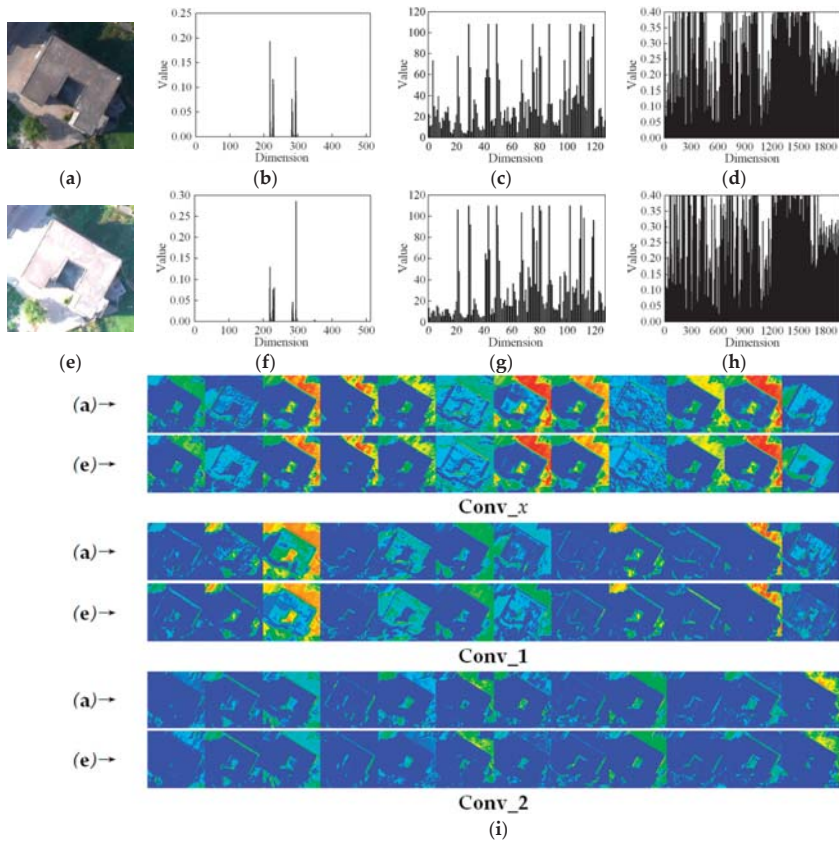 0.25
0.20
0.15
0.10
0.05
0.00
Value
0 100 200 300 400 500
Dimension
120
100
80
60
40
20
0
Value
0 20 40 60 80 100 120
Dimension
0.40
0.35
0.30
0.25
0.20
0.15
0.10
0.05
0.00
Value
0 300 600 900 1200 1500 1800
Dimension
(a) (b) (c) (d)
0.30
0.25
0.20
0.15
0.10
0.05
0.00
Value
0 100 200 300 400 500
Dimension
120
100
80
60
40
20
0
Value
0 20 40 60 80 100 120
Dimension
0.40
0.35
0.30
0.25
0.20
0.15
0.10
0.05
0.00
Value
0 300 600 900 1200 1500 1800
Dimension
(e) (f) (g) (h)
(a)→
(e)→
Conv_x
(a)→
(e)→
Conv_1
(a)→
(e)→
Conv_2
(i)